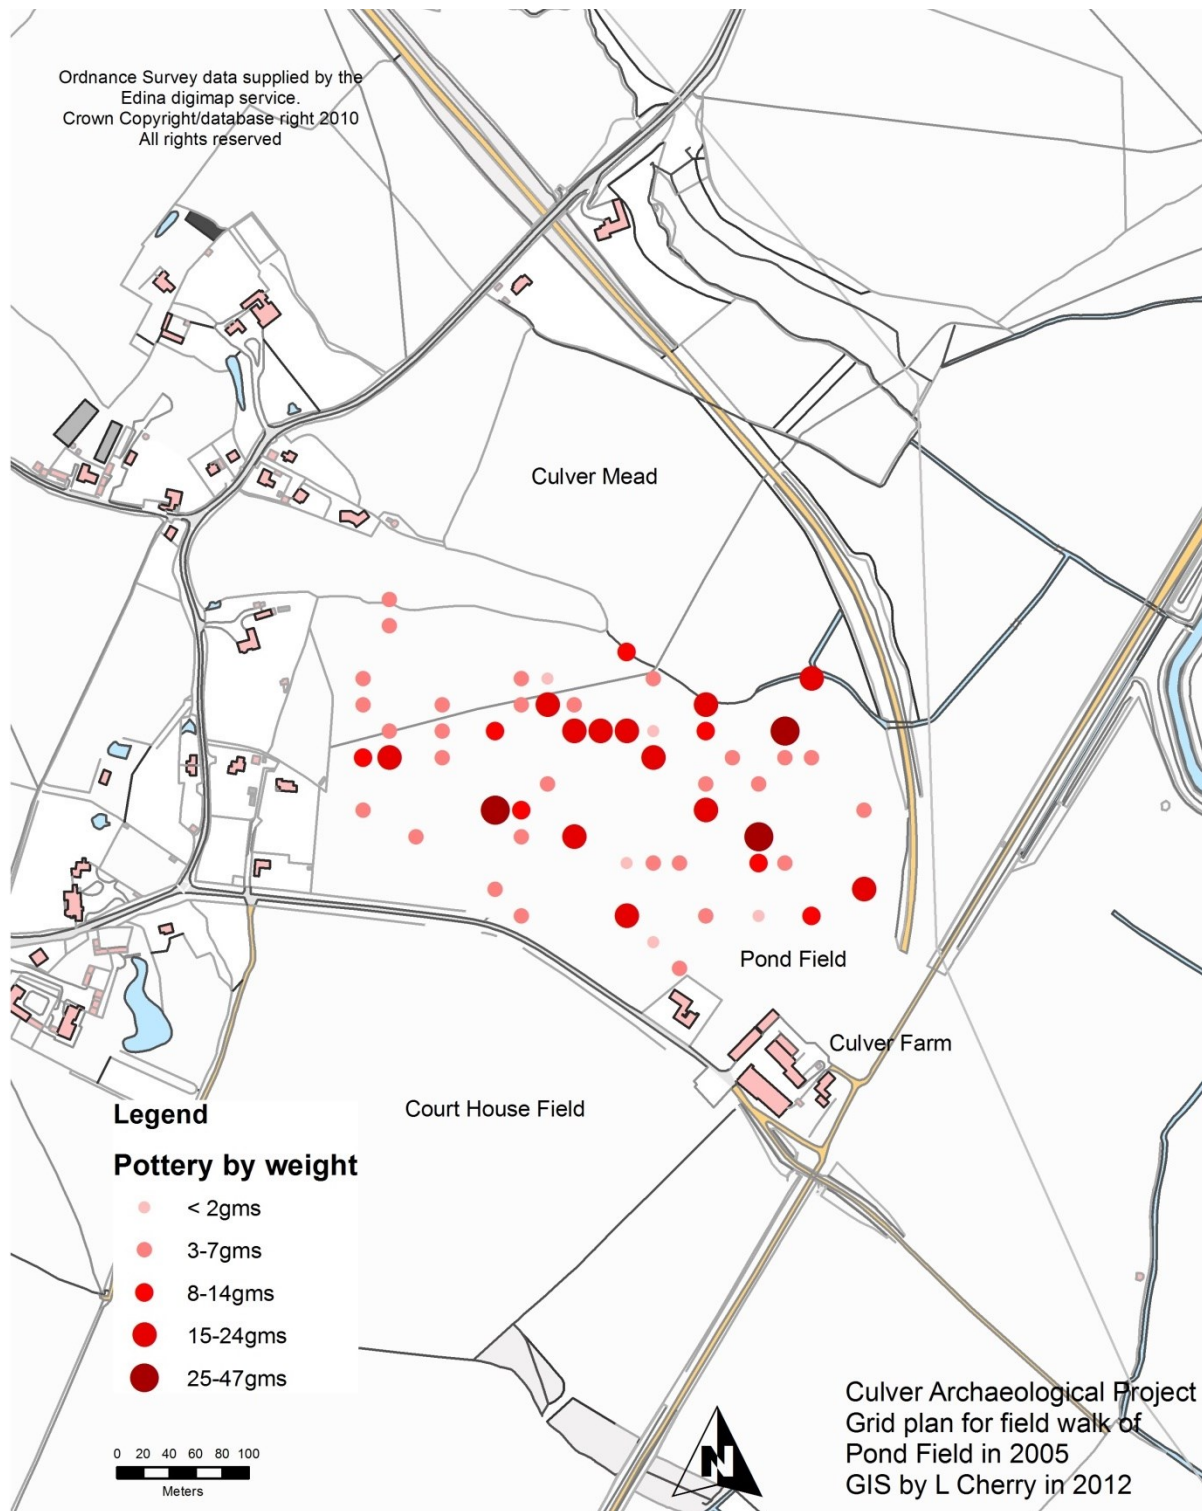 Ordnance Survey data supplied by the
Edina digimap service.
Crown Copyright/database right 2010
All rights reserved
Culver Mead
Pond Field
Culver Farm
Court House Field
Legend
Pottery by weight
< 2gms
3-7gms
8-14gms
15-24gms
25-47gms
0 20 40 60 80 100
Meters
N
Culver Archaeological Project
Grid plan for field walk of
Pond Field in 2005
GIS by L Cherry in 2012